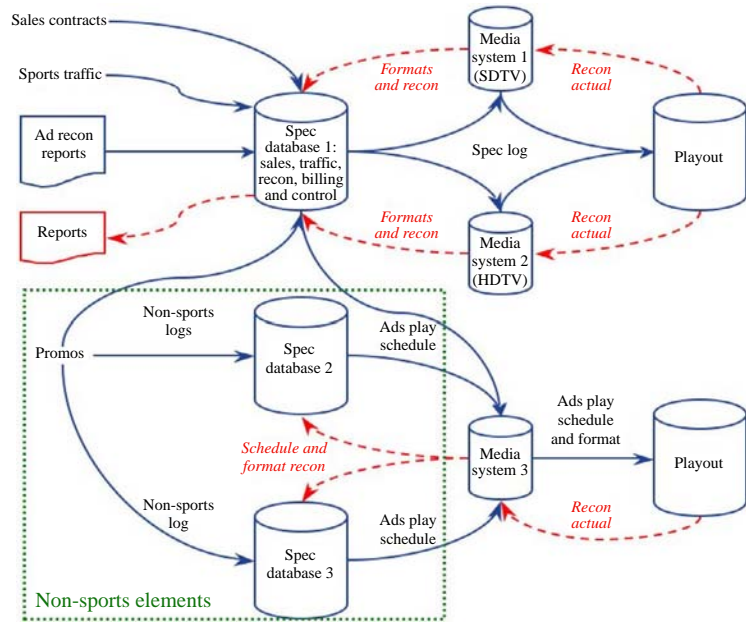 Sales contracts
Sports traffic
Ad recon
reports
Reports
Spec
database 1:
sales, traffic,
recon, billing
and control
Formats
and recon
Media
system 1
(SDTV)
Recon
actual
Spec log
Playout
Formats
and recon
Media
system 2
(HDTV)
Recon
actual
Promos
Non-sports
logs
Spec
database 2
Ads play
schedule
Schedule and
format recon
Media
system 3
Ads play
schedule
and format
Playout
Recon
actual
Non-sports
log
Spec
database 3
Ads play
schedule
Non-sports elements